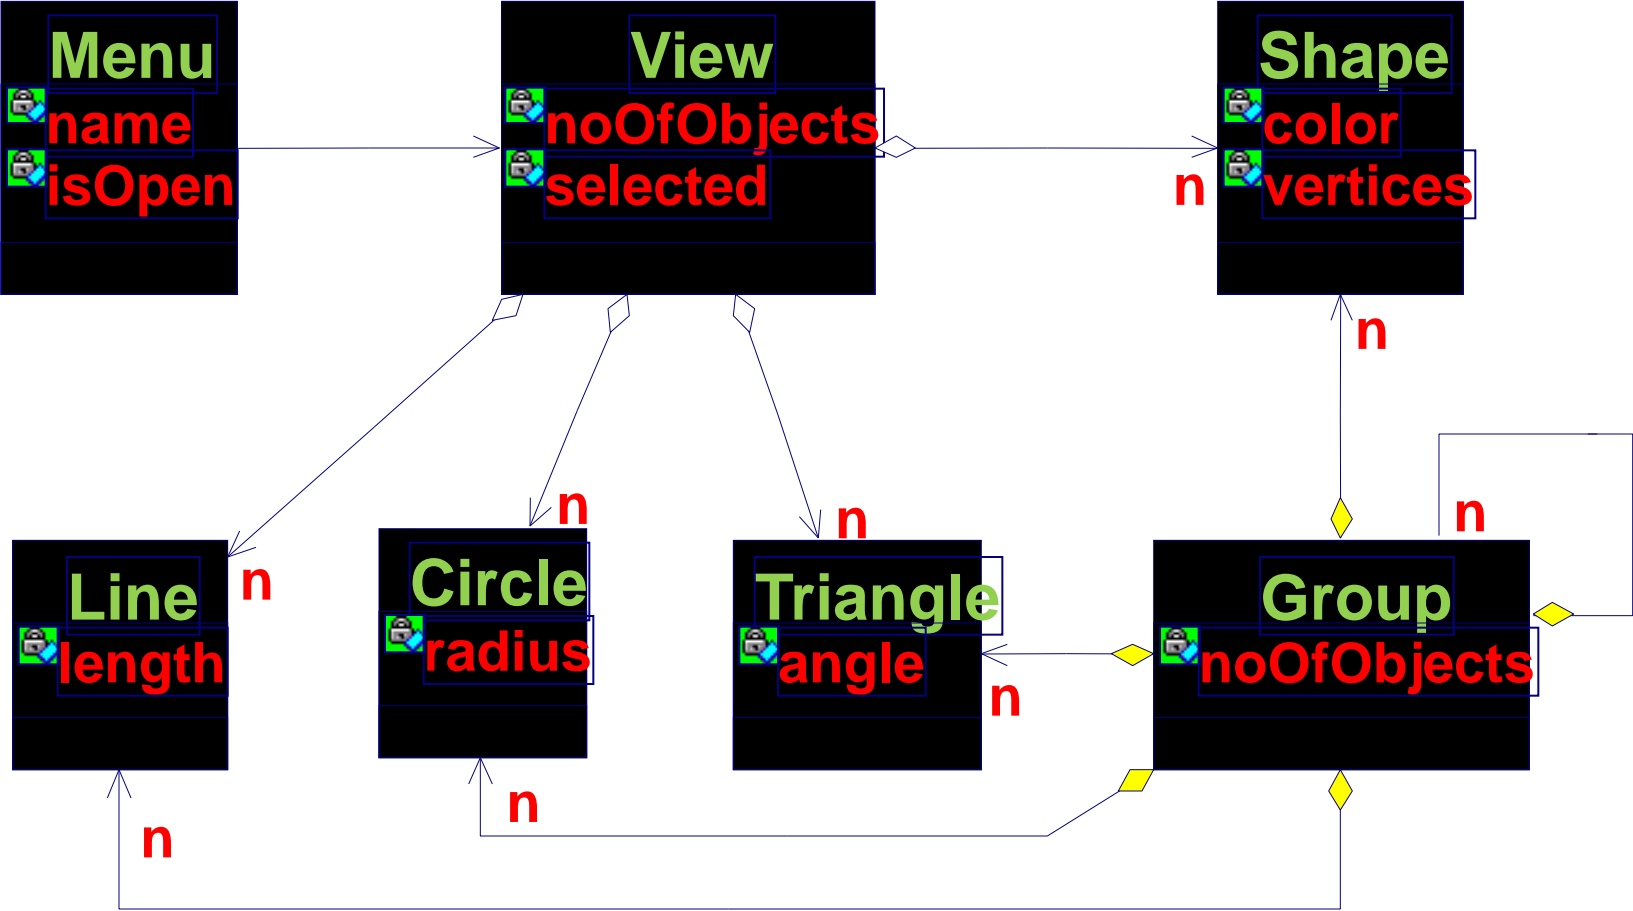 Menu
name
isOpen
View
noOfObjects
selected
Shape
color
vertices
n
n
n
n
n
n
Line
length
Circle
radius
Triangle
angle
Group
noOfObjects
n
n
n